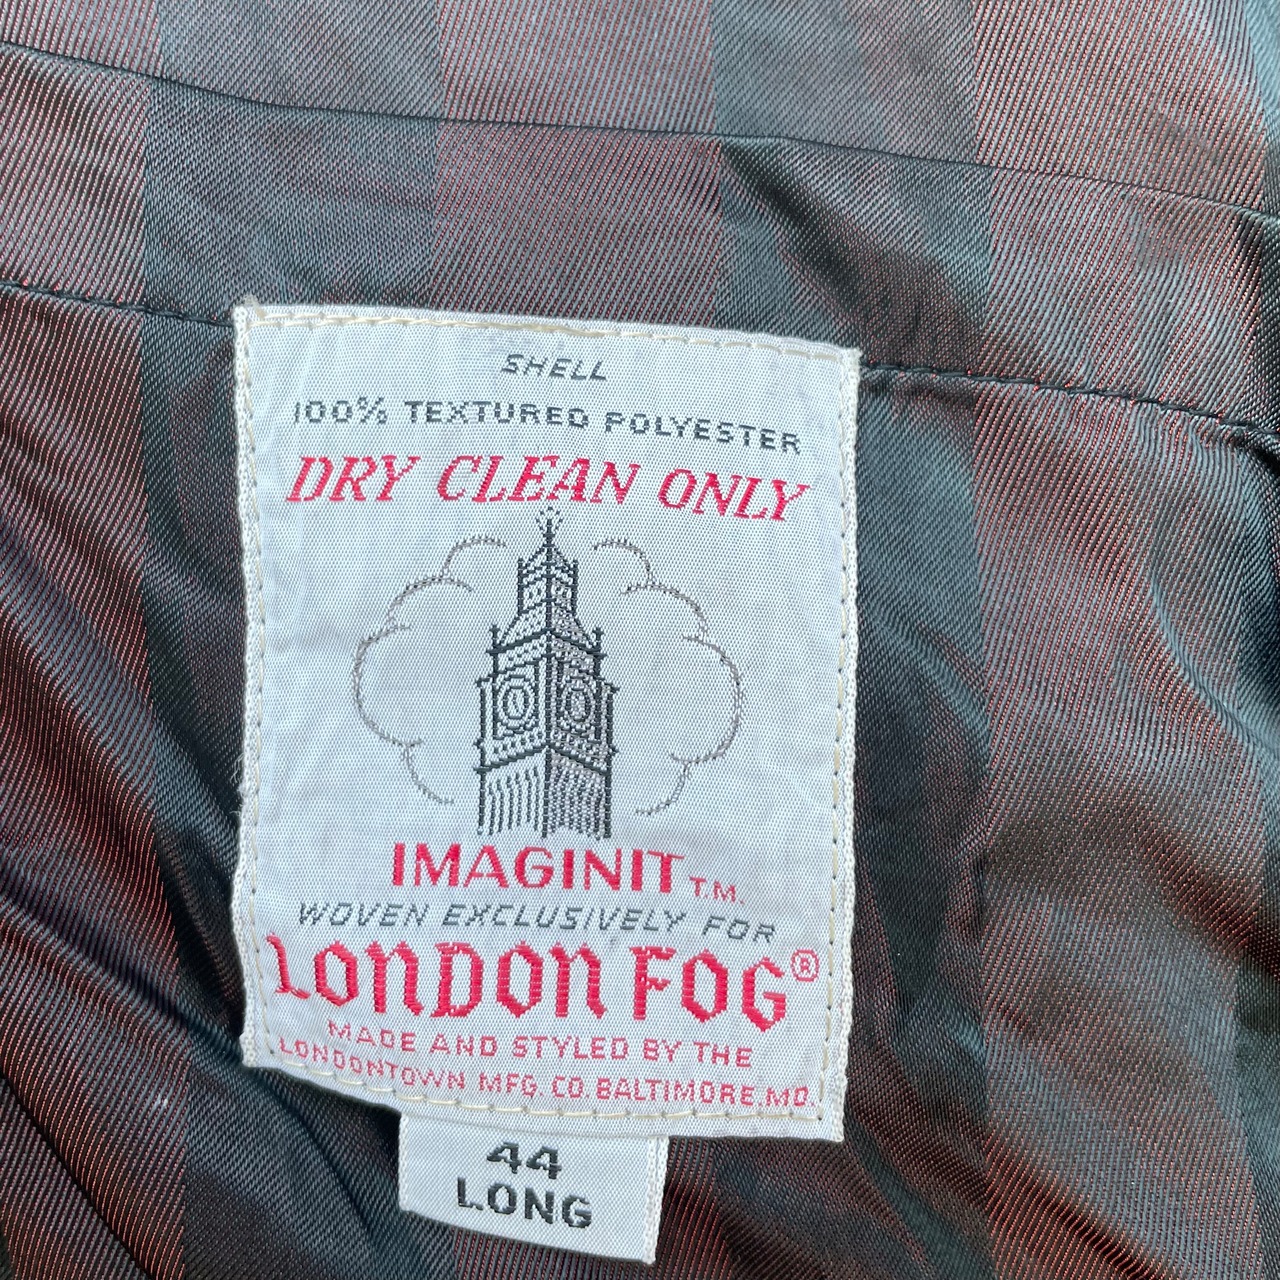 SHELL
100% TEXTURED POLYESTER
DRY CLEAN ONLY
IMAGINIT T.M.
WOVEN EXCLUSIVELY FOR
LONDON FOG®
MADE AND STYLED BY THE
LONDONTOWN MFG. CO. BALTIMORE, MD.
44
LONG